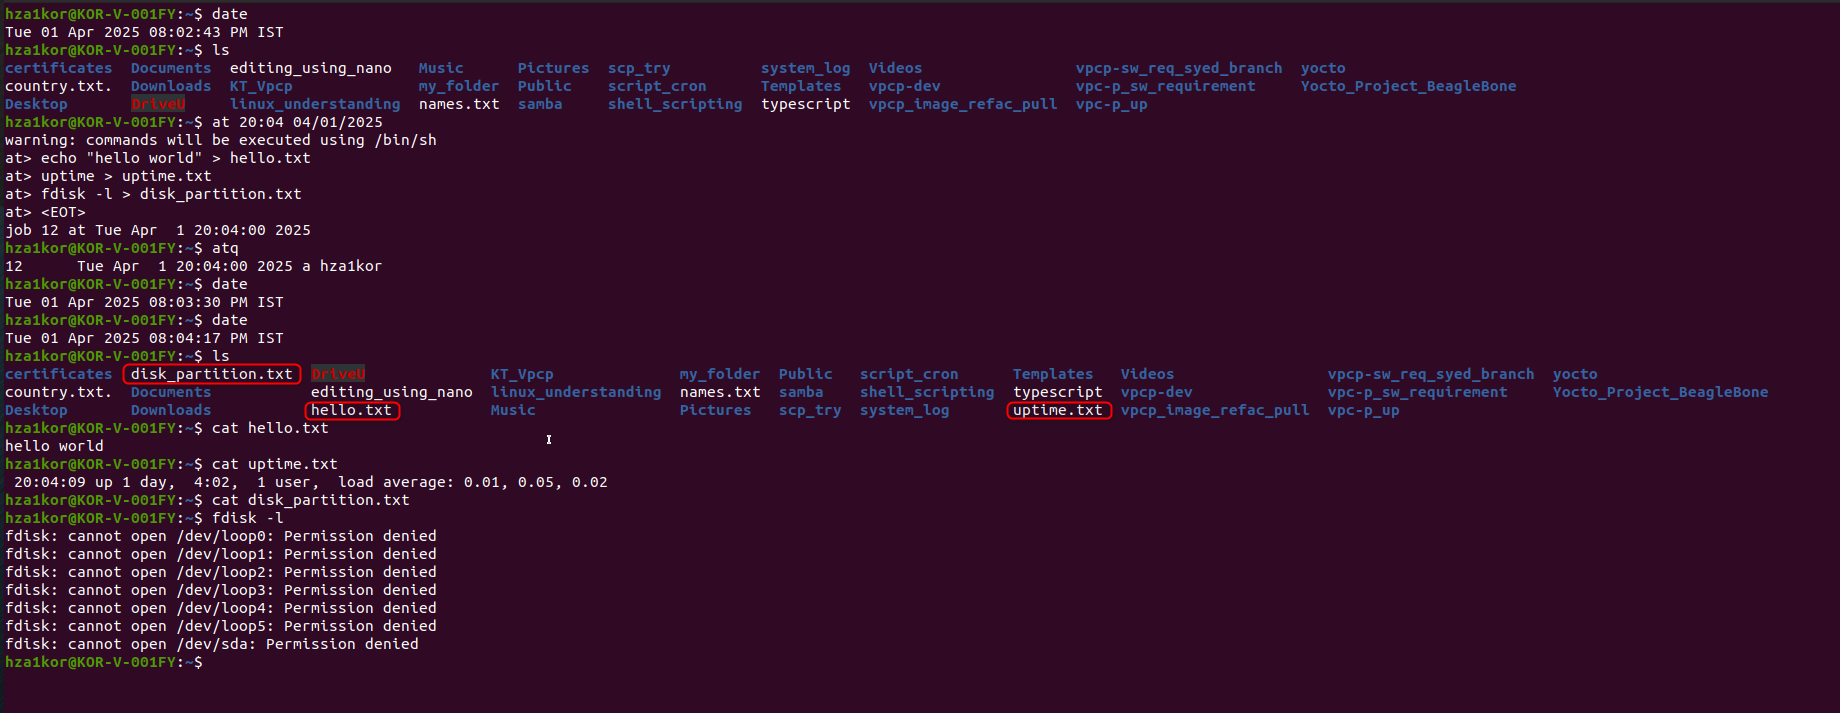 hza1kor@KOR-V-001FY:~$ date
Tue 01 Apr 2025 08:02:43 PM IST
hza1kor@KOR-V-001FY:~$ ls
certificates  Documents  editing_using_nano   Music      Pictures  scp_try          system_log  Videos                 vpcp-sw_req_syed_branch  yocto
country.txt.  Downloads  KT_Vpcp              my_folder  Public    script_cron      Templates   vpcp-dev               vpc-p_sw_requirement     Yocto_Project_BeagleBone
Desktop       DriveU     linux_understanding  names.txt  samba     shell_scripting  typescript  vpcp_image_refac_pull  vpc-p_up
hza1kor@KOR-V-001FY:~$ at 20:04 04/01/2025
warning: commands will be executed using /bin/sh
at> echo "hello world" > hello.txt
at> uptime > uptime.txt
at> fdisk -l > disk_partition.txt
at> <EOT>
job 12 at Tue Apr  1 20:04:00 2025
hza1kor@KOR-V-001FY:~$ atq
12      Tue Apr  1 20:04:00 2025 a hza1kor
hza1kor@KOR-V-001FY:~$ date
Tue 01 Apr 2025 08:03:30 PM IST
hza1kor@KOR-V-001FY:~$ date
Tue 01 Apr 2025 08:04:17 PM IST
hza1kor@KOR-V-001FY:~$ ls
certificates  disk_partition.txt  DriveU              KT_Vpcp              my_folder  Public   script_cron      Templates   Videos                 vpcp-sw_req_syed_branch  yocto
country.txt.  Documents           editing_using_nano  linux_understanding  names.txt  samba    shell_scripting  typescript  vpcp-dev               vpc-p_sw_requirement     Yocto_Project_BeagleBone
Desktop       Downloads           hello.txt           Music                Pictures   scp_try  system_log       uptime.txt  vpcp_image_refac_pull  vpc-p_up
hza1kor@KOR-V-001FY:~$ cat hello.txt
hello world
hza1kor@KOR-V-001FY:~$ cat uptime.txt
 20:04:09 up 1 day,  4:02,  1 user,  load average: 0.01, 0.05, 0.02
hza1kor@KOR-V-001FY:~$ cat disk_partition.txt
hza1kor@KOR-V-001FY:~$ fdisk -l
fdisk: cannot open /dev/loop0: Permission denied
fdisk: cannot open /dev/loop1: Permission denied
fdisk: cannot open /dev/loop2: Permission denied
fdisk: cannot open /dev/loop3: Permission denied
fdisk: cannot open /dev/loop4: Permission denied
fdisk: cannot open /dev/loop5: Permission denied
fdisk: cannot open /dev/sda: Permission denied
hza1kor@KOR-V-001FY:~$